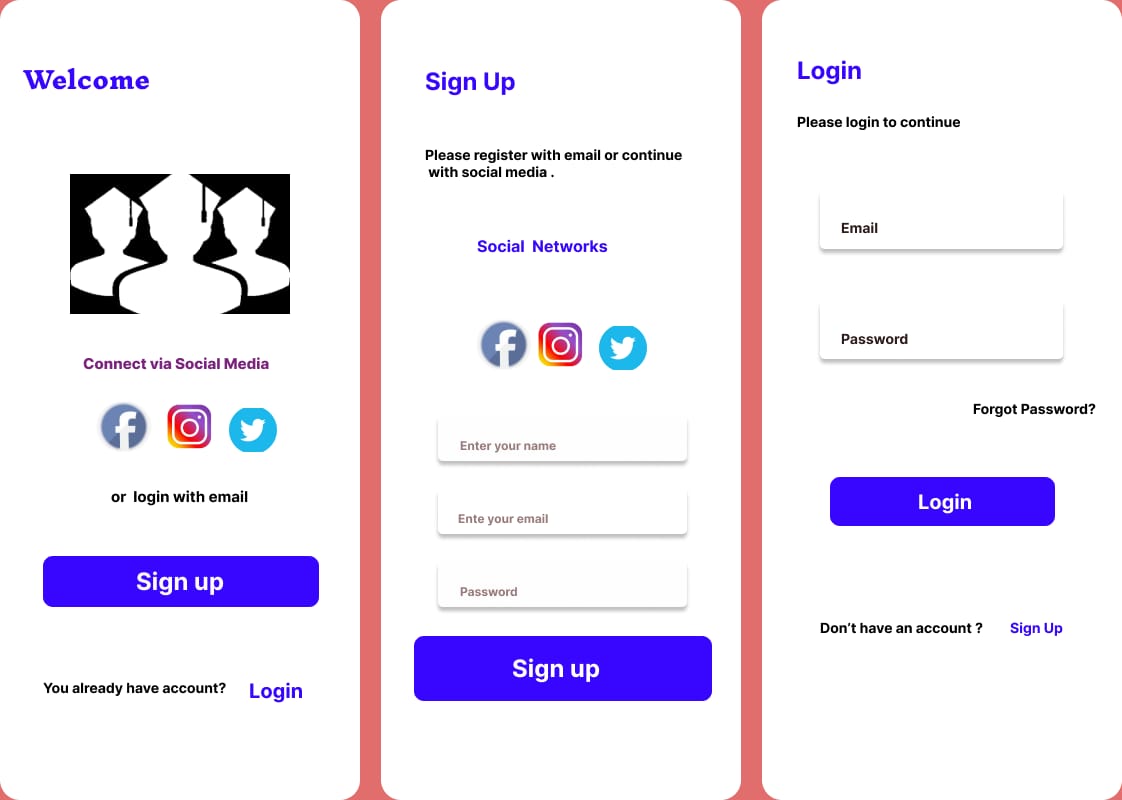 Welcome
Connect via Social Media
or login with email
Sign up
You already have account? Login
Sign Up
Please register with email or continue
with social media .
Social Networks
Enter your name
Ente your email
Password
Sign up
Login
Please login to continue
Email
Password
Forgot Password?
Login
Don’t have an account ? Sign Up